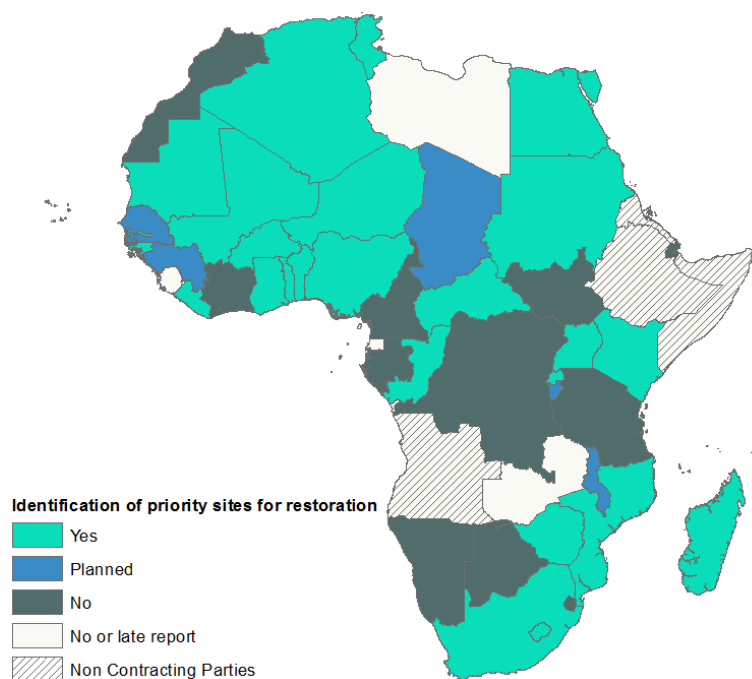 Identification of priority sites for restoration
Yes
Planned
No
No or late report
Non Contracting Parties